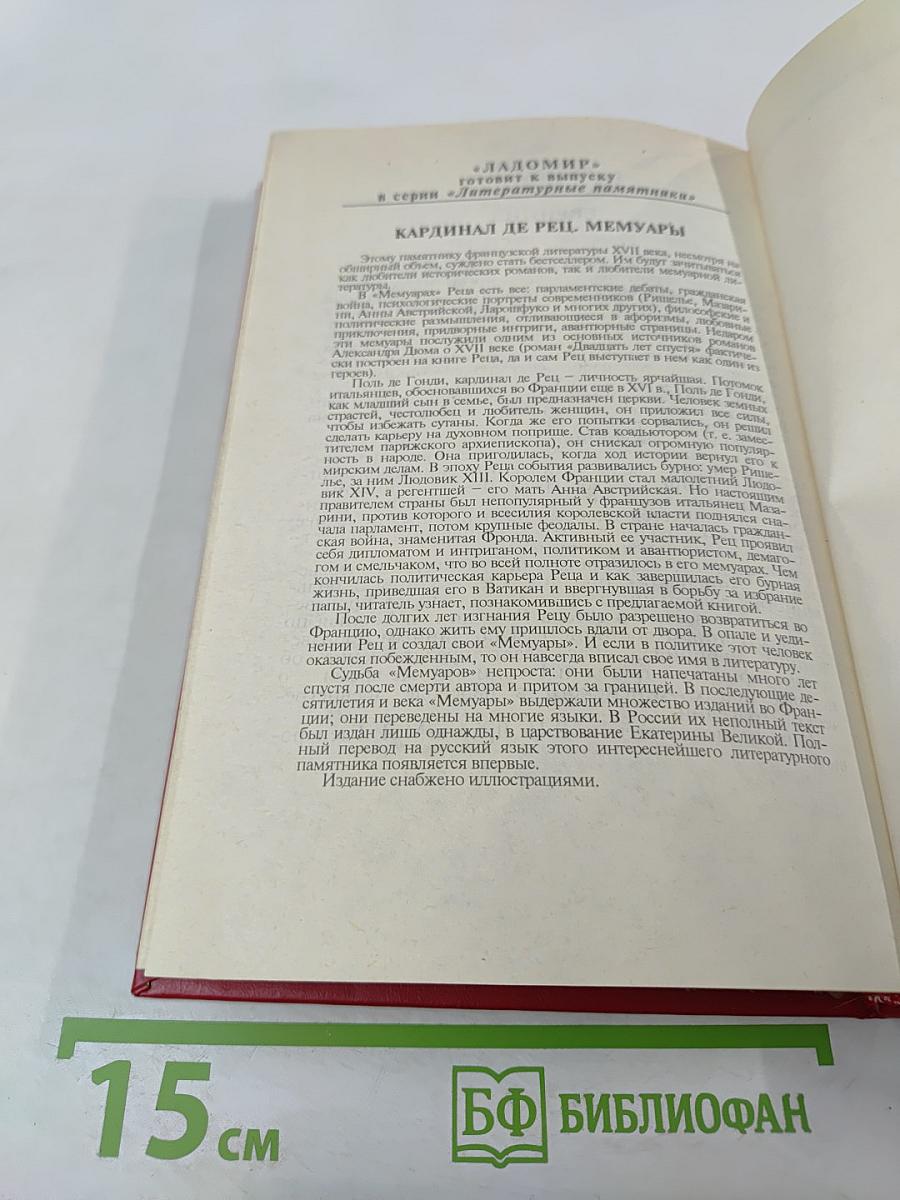 «ЛАДОМИР»
готовит к выпуску
в серии «Литературные памятники»
КАРДИНАЛ ДЕ РЕЦ. МЕМУАРЫ
Этому памятнику французской литературы XVII века, несмотря на
обширный объем, суждено стать бестселлером. Им будут зачитываться
как любители исторических романов, так и любители мемуарной ли-
тературы.
В «Мемуарах» Реца есть все: парламентские дебаты, гражданская
война, психологические портреты современников (Ришелье, Мазари-
ни, Анны Австрийской, Ларошфуко и многих других), философские и
политические размышления, отливающиеся в афоризмы, любовные
приключения, придворные интриги, авантюрные страницы. Недаром
эти мемуары послужили одним из основных источников романов
Александра Дюма о XVII веке (роман «Двадцать лет спустя» фактиче-
ски построен на книге Реца, да и сам Рец выступает в нем как один из
героев).
Поль де Гонди, кардинал де Рец — личность ярчайшая. Потомок
итальянцев, обосновавшихся во Франции еще в XVI в., Поль де Гонди,
как младший сын в семье, был предназначен церкви. Человек земных
страстей, честолюбец и любитель женщин, он приложил все силы,
чтобы избежать сутаны. Когда же его попытки сорвались, он решил
сделать карьеру на духовном поприще. Став коадьютором (т. е. замес-
тителем парижского архиепископа), он снискал огромную популяр-
ность в народе. Она пригодилась, когда ход истории вернул его к
мирским делам. В эпоху Реца события развивались бурно: умер Рише-
лье, за ним Людовик XIII. Королем Франции стал малолетний Людо-
вик XIV, а регентшей — его мать Анна Австрийская. Но настоящим
правителем страны был непопулярный у французов итальянец Маза-
рини, против которого и всесилия королевской власти поднялся сна-
чала парламент, потом крупные феодалы. В стране началась граждан-
ская война, знаменитая Фронда. Активный ее участник, Рец проявил
себя дипломатом и интриганом, политиком и авантюристом, демаго-
гом и смельчаком, что во всей полноте отразилось в его мемуарах. Чем
кончилась политическая карьера Реца и как завершилась его бурная
жизнь, приведшая его в Ватикан и ввергнувшая в борьбу за избрание
папы, читатель узнает, познакомившись с предлагаемой книгой.
После долгих лет изгнания Рецу было разрешено возвратиться во
Францию, однако жить ему пришлось вдали от двора. В опале и уеди-
нении Рец и создал свои «Мемуары». И если в политике этот человек
оказался побежденным, то он навсегда вписал свое имя в литературу.
Судьба «Мемуаров» непроста: они были напечатаны много лет
спустя после смерти автора и притом за границей. В последующие де-
сятилетия и века «Мемуары» выдержали множество изданий во Фран-
ции; они переведены на многие языки. В России их неполный текст
был издан лишь однажды, в царствование Екатерины Великой. Пол-
ный перевод на русский язык этого интереснейшего литературного
памятника появляется впервые.
Издание снабжено иллюстрациями.
15 см
БФ БИБЛИОФАН